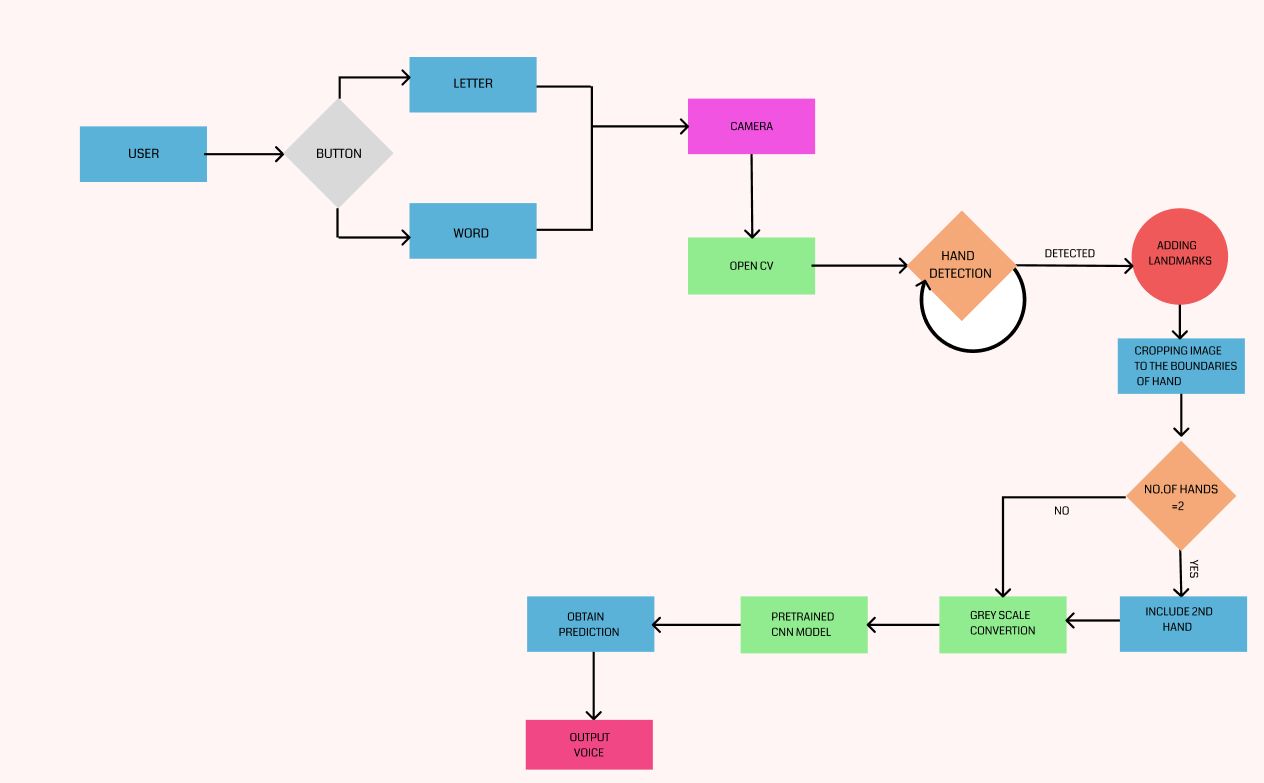 USER
BUTTON
LETTER
WORD
CAMERA
OPEN CV
HAND
DETECTION
DETECTED
ADDING
LANDMARKS
CROPPING IMAGE
TO THE BOUNDARIES
OF HAND
NO.OF HANDS
=2
NO
YES
INCLUDE 2ND
HAND
GREY SCALE
CONVERTION
PRETRAINED
CNN MODEL
OBTAIN
PREDICTION
OUTPUT
VOICE